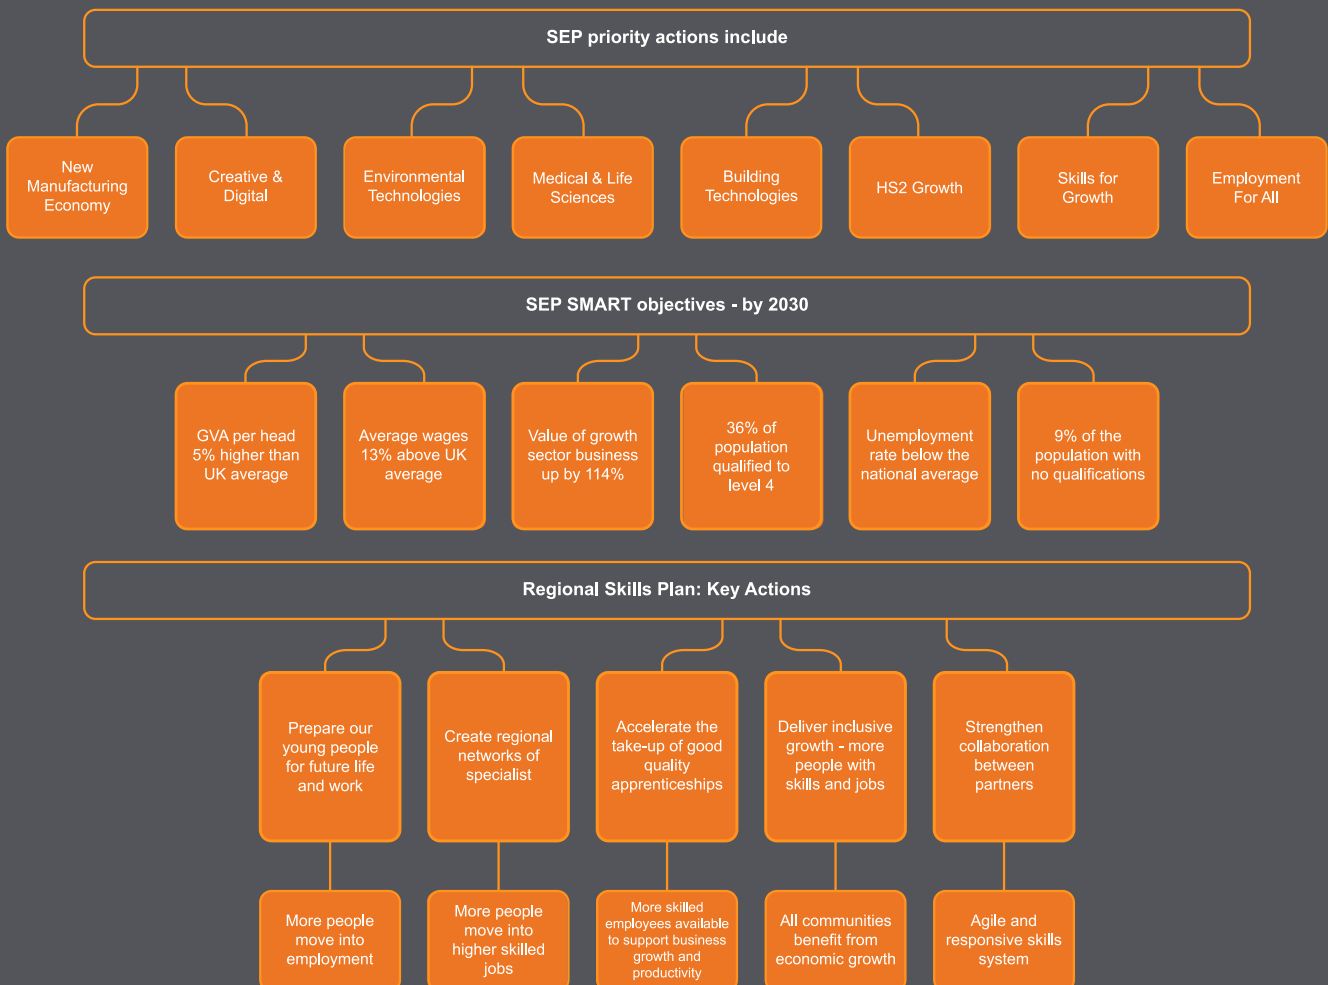 SEP priority actions include
New
Manufacturing
Economy
Creative &
Digital
Environmental
Technologies
Medical & Life
Sciences
Building
Technologies
HS2 Growth
Skills for
Growth
Employment
For All
SEP SMART objectives - by 2030
GVA per head
5% higher than
UK average
Average wages
13% above UK
average
Value of growth
sector business
up by 114%
36% of
population
qualified to
level 4
Unemployment
rate below the
national average
9% of the
population with
no qualifications
Regional Skills Plan: Key Actions
Prepare our
young people
for future life
and work
Create regional
networks of
specialist
Accelerate the
take-up of good
quality
apprenticeships
Deliver inclusive
growth - more
people with
skills and jobs
Strengthen
collaboration
between
partners
More people
move into
employment
More people
move into
higher skilled
jobs
More skilled
employees available
to support business
growth and
productivity
All communities
benefit from
economic growth
Agile and
responsive skills
system